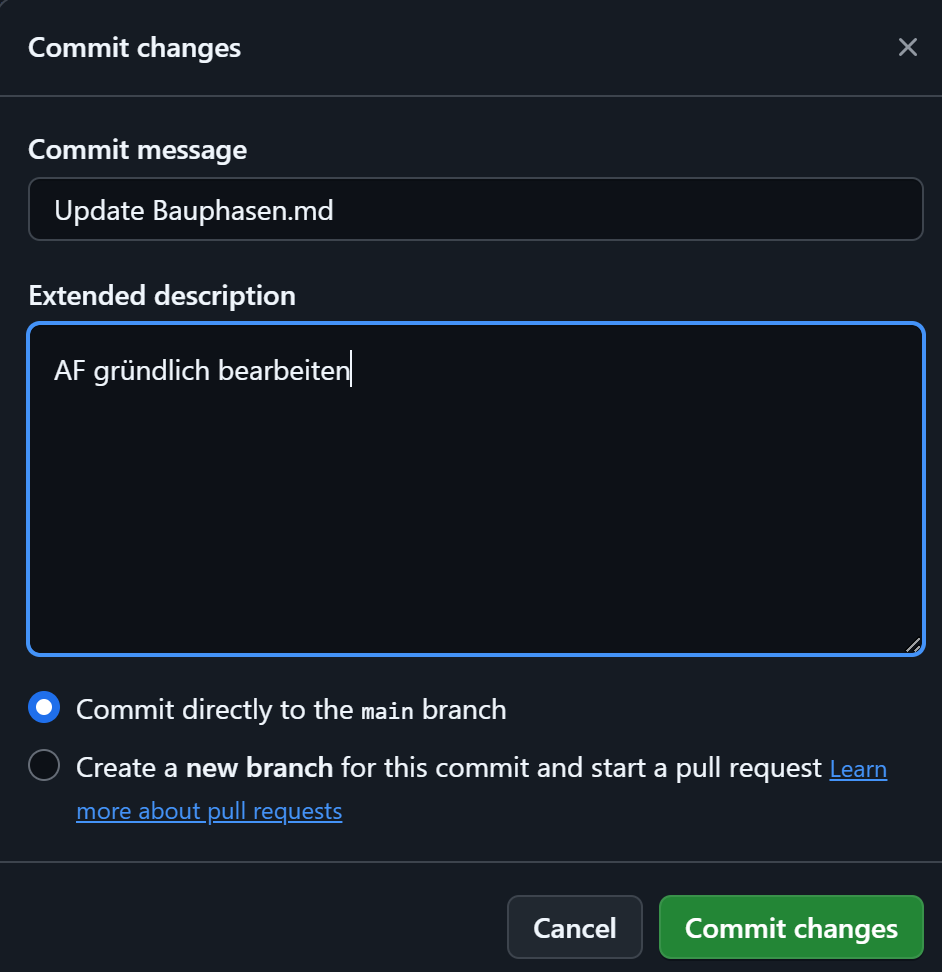 Commit changes
Commit message
Update Bauphasen.md
Extended description
AF gründlich bearbeiten
Commit directly to the main branch
Create a new branch for this commit and start a pull request Learn
more about pull requests
Cancel
Commit changes